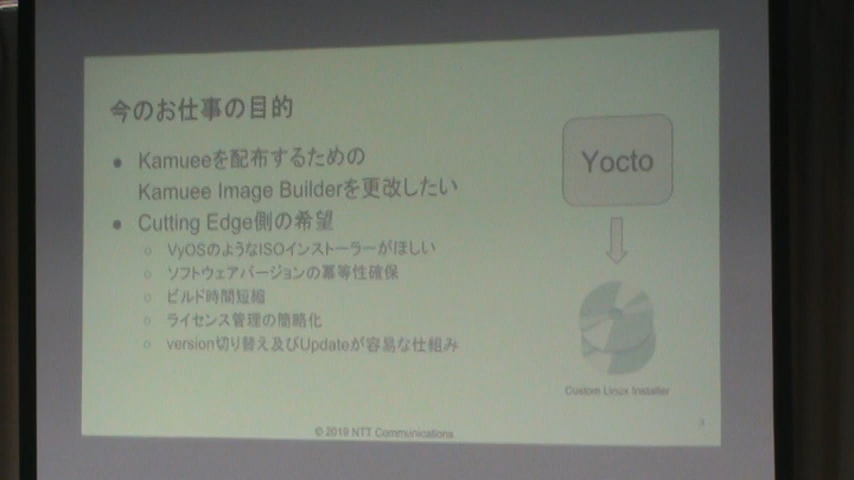 今のお仕事の目的
● Kamueeを配布するための
Kamuee Image Builderを更改したい
● Cutting Edge側の希望
○ VyOSのようなISOインストーラーがほしい
○ ソフトウェアバージョンの冪等性確保
○ ビルド時間短縮
○ ライセンス管理の簡略化
○ version切り替え及びUpdateが容易な仕組み
Yocto
Custom Linux Installer
© 2019 NTT Communications
3